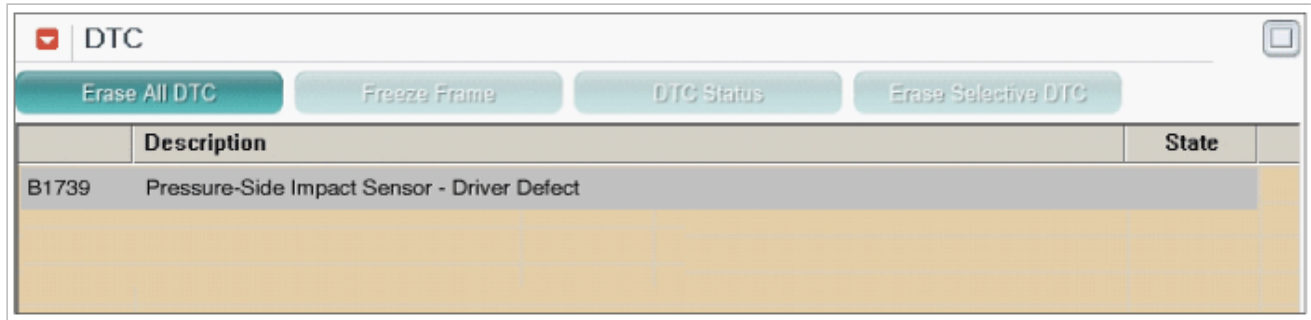 DTC
Erase All DTC Freeze Frame DTC Status Erase Selective DTC
Description State
B1739 Pressure-Side Impact Sensor - Driver Defect